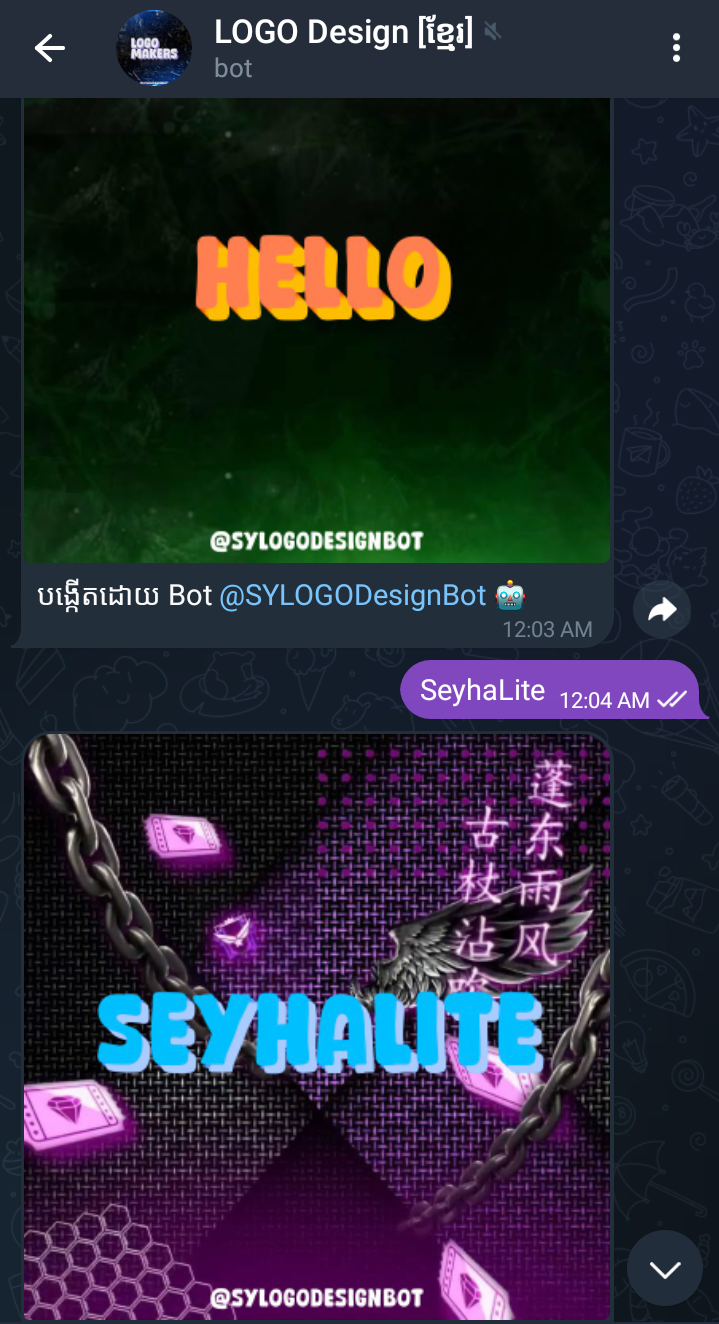 LOGO MAKERS
LOGO Design [ខ្មែរ]
bot
HELLO
@SYLOGODESIGNBOT
បង្កើតដោយ Bot @SYLOGODesignBot 🤖
12:03 AM
SeyhaLite 12:04 AM
蓬东雨风
古杖沾
SEYHALITE
@SYLOGODESIGNBOT